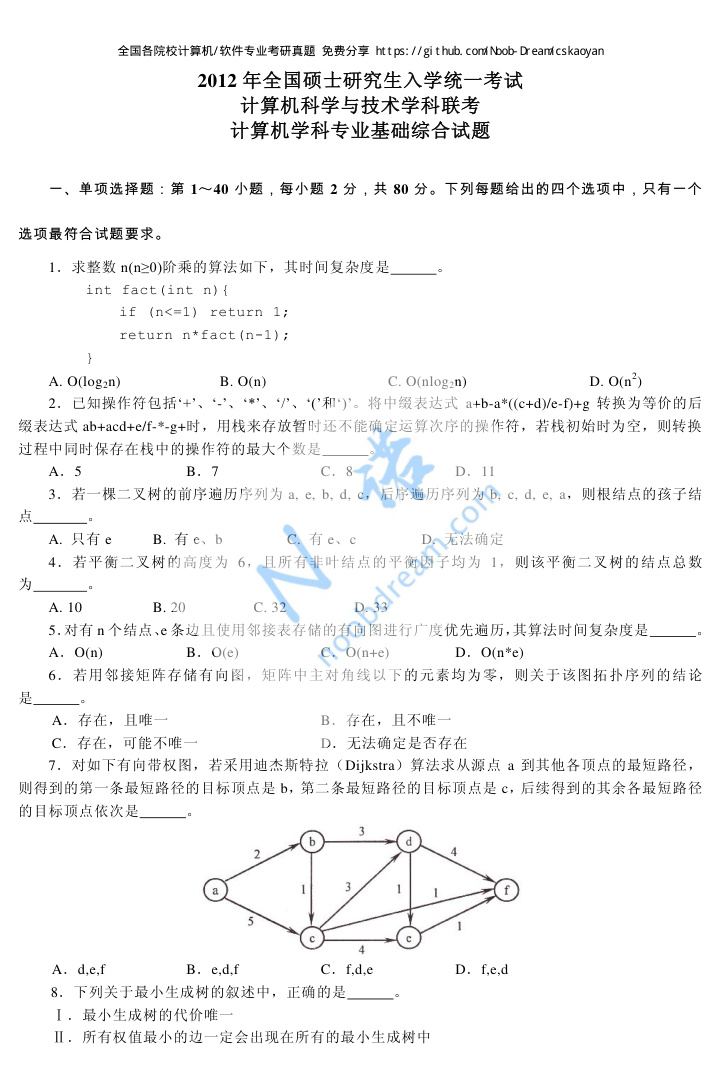 全国各院校计算机/软件专业考研真题 免费分享 https://github.com/Noob-Dream/cskaoyan
2012 年全国硕士研究生入学统一考试
计算机科学与技术学科联考
计算机学科专业基础综合试题
一、单项选择题：第 1～40 小题，每小题 2 分，共 80 分。下列每题给出的四个选项中，只有一个
选项最符合试题要求。
1．求整数 n(n≥0)阶乘的算法如下，其时间复杂度是______。
int fact(int n){
if (n<=1) return 1;
return n*fact(n-1);
}
A. O(log₂n) B. O(n) C. O(nlog₂n) D. O(n²)
2．已知操作符包括‘+’、‘-’、‘*’、‘/’、‘(’和‘)’。将中缀表达式 a+b-a*((c+d)/e-f)+g 转换为等价的后
缀表达式 ab+acd+e/f-*-g+时，用栈来存放暂时还不能确定运算次序的操作符，若栈初始时为空，则转换
过程中同时保存在栈中的操作符的最大个数是______。
A．5 B．7 C．8 D．11
3．若一棵二叉树的前序遍历序列为 a, e, b, d, c，后序遍历序列为 b, c, d, e, a，则根结点的孩子结
点______。
A. 只有 e B. 有 e、b C. 有 e、c D. 无法确定
4．若平衡二叉树的高度为 6，且所有非叶结点的平衡因子均为 1，则该平衡二叉树的结点总数
为______。
A. 10 B. 20 C. 32 D. 33
5．对有 n 个结点、e 条边且使用邻接表存储的有向图进行广度优先遍历，其算法时间复杂度是______。
A．O(n) B．O(e) C．O(n+e) D．O(n*e)
6．若用邻接矩阵存储有向图，矩阵中主对角线以下的元素均为零，则关于该图拓扑序列的结论
是______。
A．存在，且唯一 B．存在，且不唯一
C．存在，可能不唯一 D．无法确定是否存在
7．对如下有向带权图，若采用迪杰斯特拉（Dijkstra）算法求从源点 a 到其他各顶点的最短路径，
则得到的第一条最短路径的目标顶点是 b，第二条最短路径的目标顶点是 c，后续得到的其余各最短路径
的目标顶点依次是______。
b 3 d
2 4
a 1 3 1 1 f
5 1
c 4 e
A．d,e,f B．e,d,f C．f,d,e D．f,e,d
8．下列关于最小生成树的叙述中，正确的是______。
Ⅰ．最小生成树的代价唯一
Ⅱ．所有权值最小的边一定会出现在所有的最小生成树中
N 诺
noobdream.com